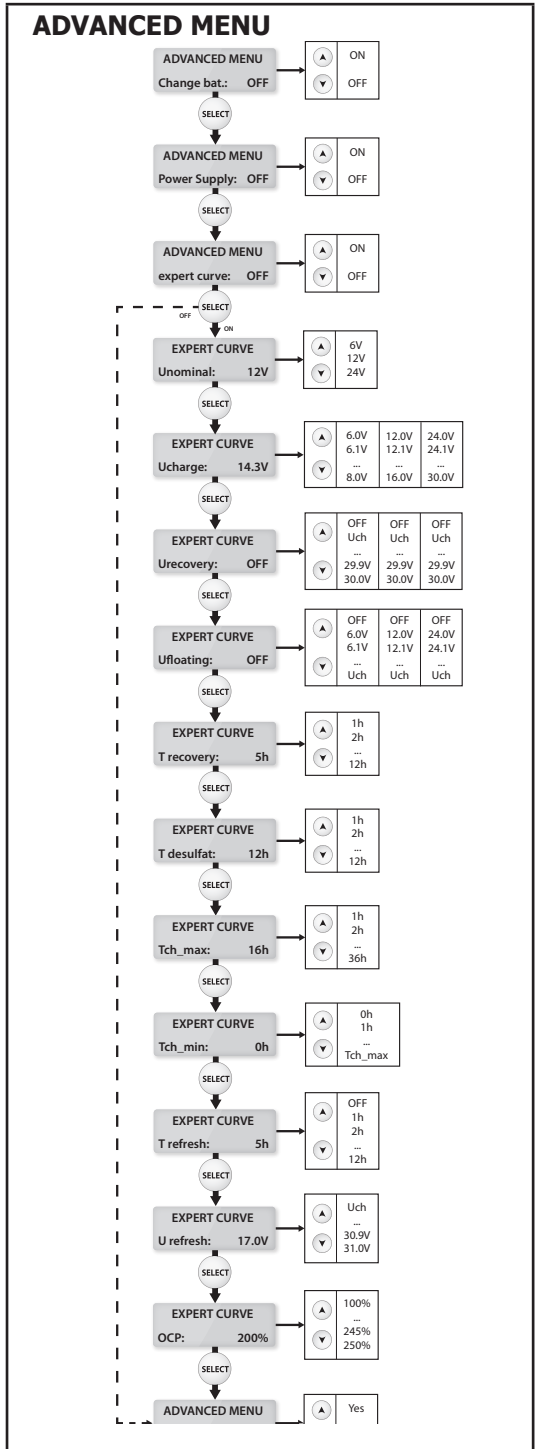 ADVANCED MENU
ADVANCED MENU
Change bat.: OFF
ON
OFF
SELECT
ADVANCED MENU
Power Supply: OFF
ON
OFF
SELECT
ADVANCED MENU
expert curve: OFF
ON
OFF
OFF SELECT
ON
EXPERT CURVE
Unominal: 12V
6V
12V
24V
SELECT
EXPERT CURVE
Ucharge: 14.3V
6.0V 12.0V 24.0V
6.1V 12.1V 24.1V
... ... ...
8.0V 16.0V 30.0V
SELECT
EXPERT CURVE
Urecovery: OFF
OFF OFF OFF
Uch Uch Uch
... ... ...
29.9V 29.9V 29.9V
30.0V 30.0V 30.0V
SELECT
EXPERT CURVE
Ufloating: OFF
OFF OFF OFF
6.0V 12.0V 24.0V
6.1V 12.1V 24.1V
... ... ...
Uch Uch Uch
SELECT
EXPERT CURVE
T recovery: 5h
1h
2h
...
12h
SELECT
EXPERT CURVE
T desulfat: 12h
1h
2h
...
12h
SELECT
EXPERT CURVE
Tch_max: 16h
1h
2h
...
36h
SELECT
EXPERT CURVE
Tch_min: 0h
0h
1h
...
Tch_max
SELECT
EXPERT CURVE
T refresh: 5h
OFF
1h
2h
...
12h
SELECT
EXPERT CURVE
U refresh: 17.0V
Uch
...
30.9V
31.0V
SELECT
EXPERT CURVE
OCP: 200%
100%
...
245%
250%
SELECT
ADVANCED MENU
Yes